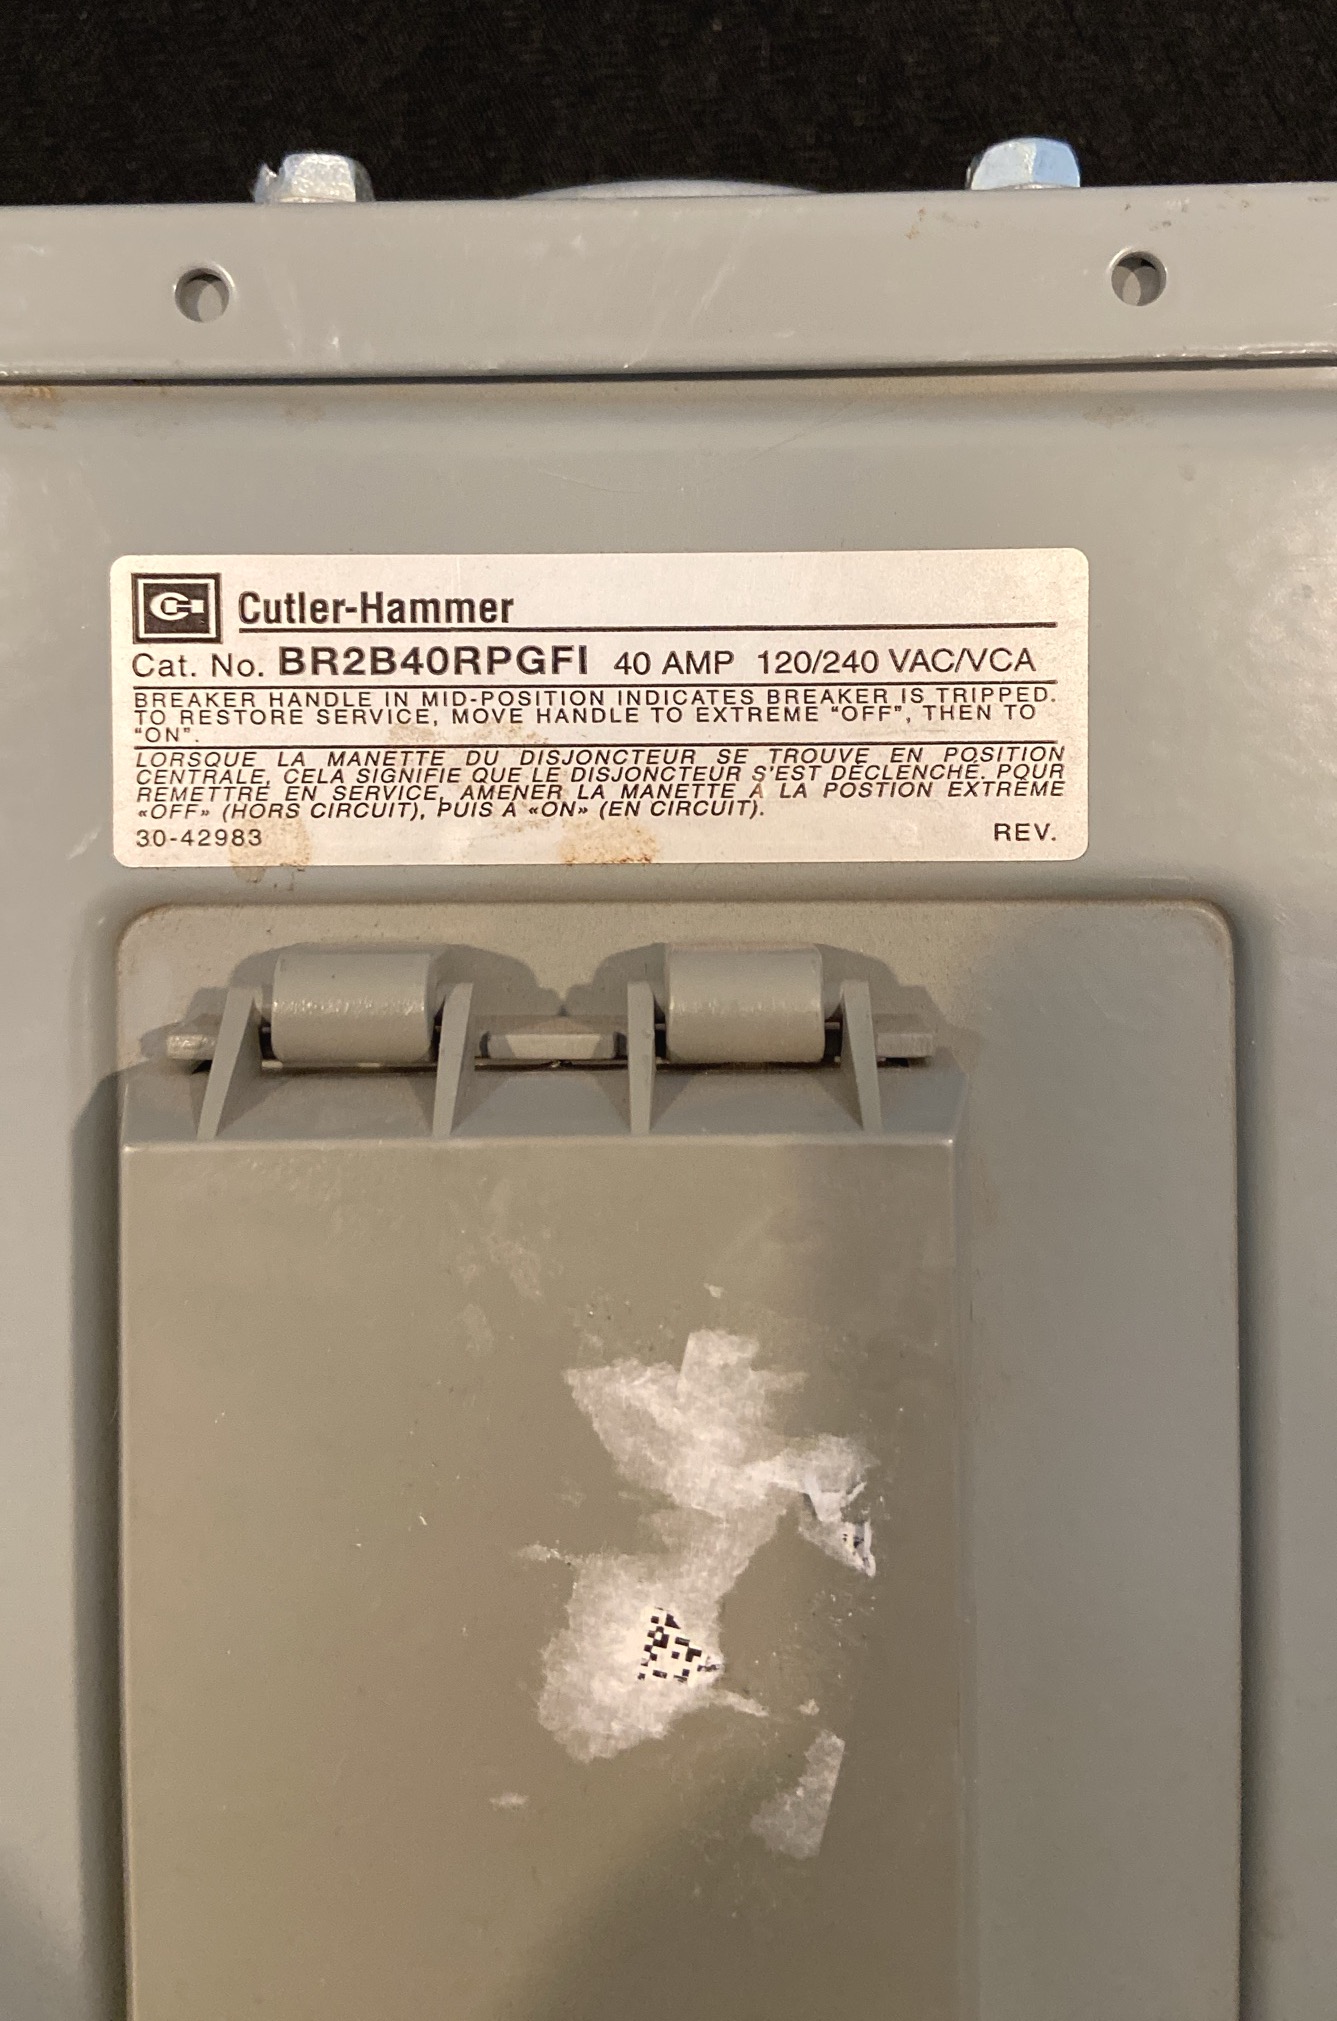 Cutler-Hammer
Cat. No. BR2B40RPGFI 40 AMP 120/240 VAC/VCA
BREAKER HANDLE IN MID-POSITION INDICATES BREAKER IS TRIPPED.
TO RESTORE SERVICE, MOVE HANDLE TO EXTREME “OFF”, THEN TO
“ON”.
LORSQUE LA MANETTE DU DISJONCTEUR SE TROUVE EN POSITION
CENTRALE, CELA SIGNIFIE QUE LE DISJONCTEUR S'EST DÉCLENCHÉ. POUR
REMETTRE EN SERVICE, AMENER LA MANETTE À LA POSTION EXTRÊME
«OFF» (HORS CIRCUIT), PUIS À «ON» (EN CIRCUIT).
30-42983 REV.